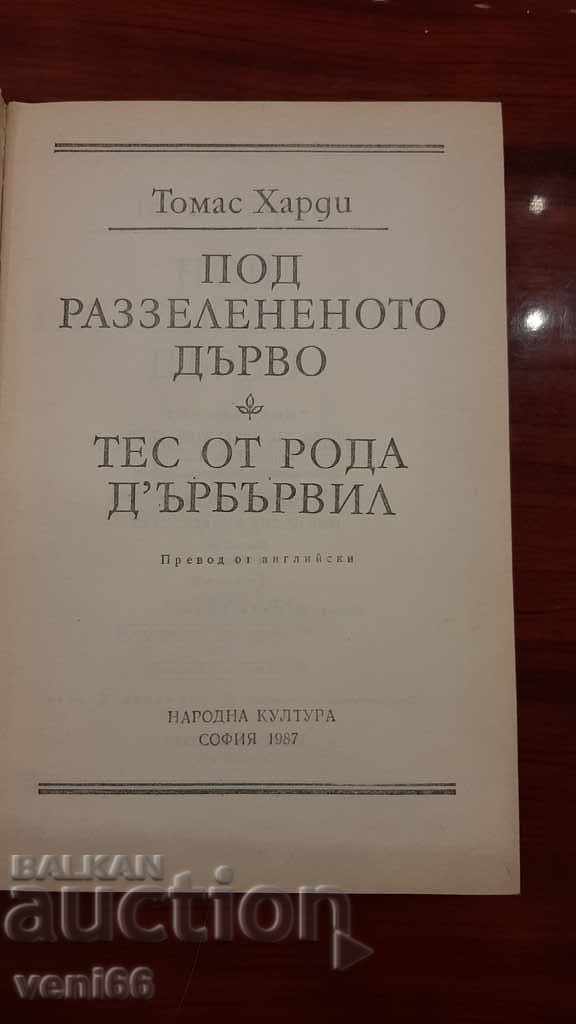 Томас Харди
ПОД
РАЗЗЕЛЕНЕНОТО
ДЪРВО
ТЕС ОТ РОДА
Д'ЪРБЪРВИЛ
Превод от английски
НАРОДНА КУЛТУРА
СОФИЯ 1987
BALKAN
auction
veni66